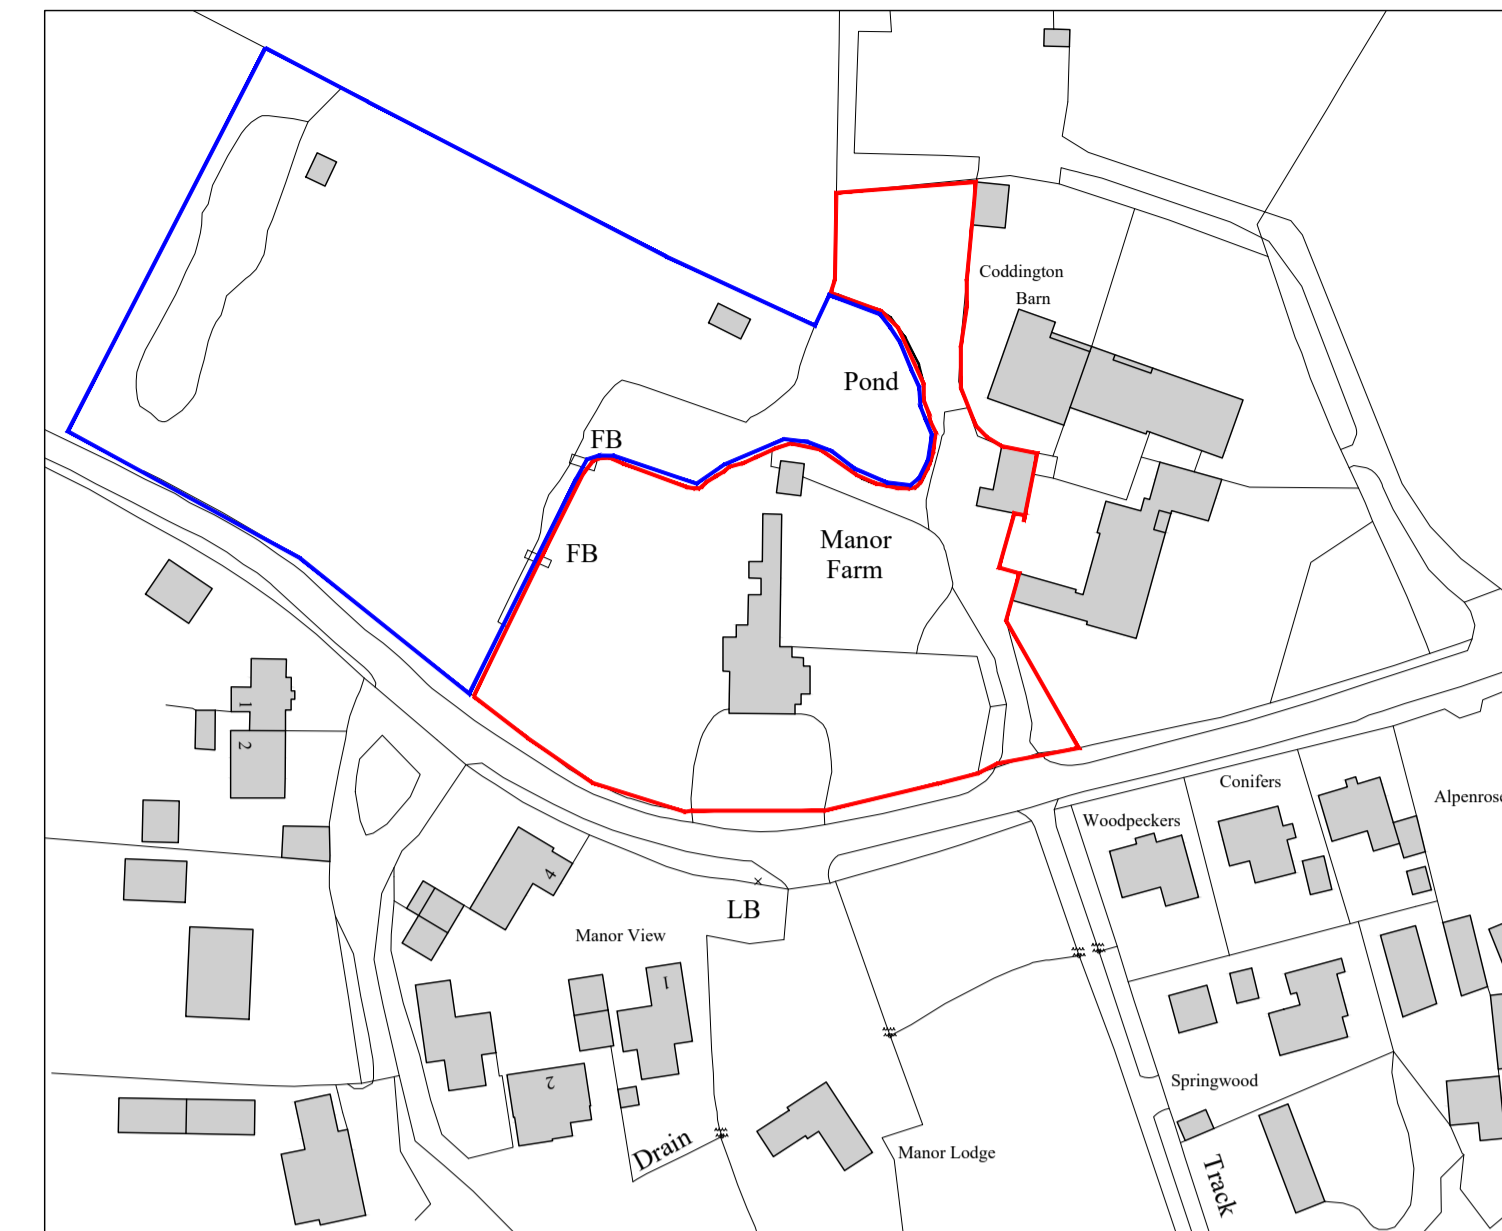 Coddington
Barn
Pond
FB
FB
Manor
Farm
1
2
Conifers
Woodpeckers
Alpenrose
4
LB
Manor View
1
2
Springwood
Drain
Manor Lodge
Track